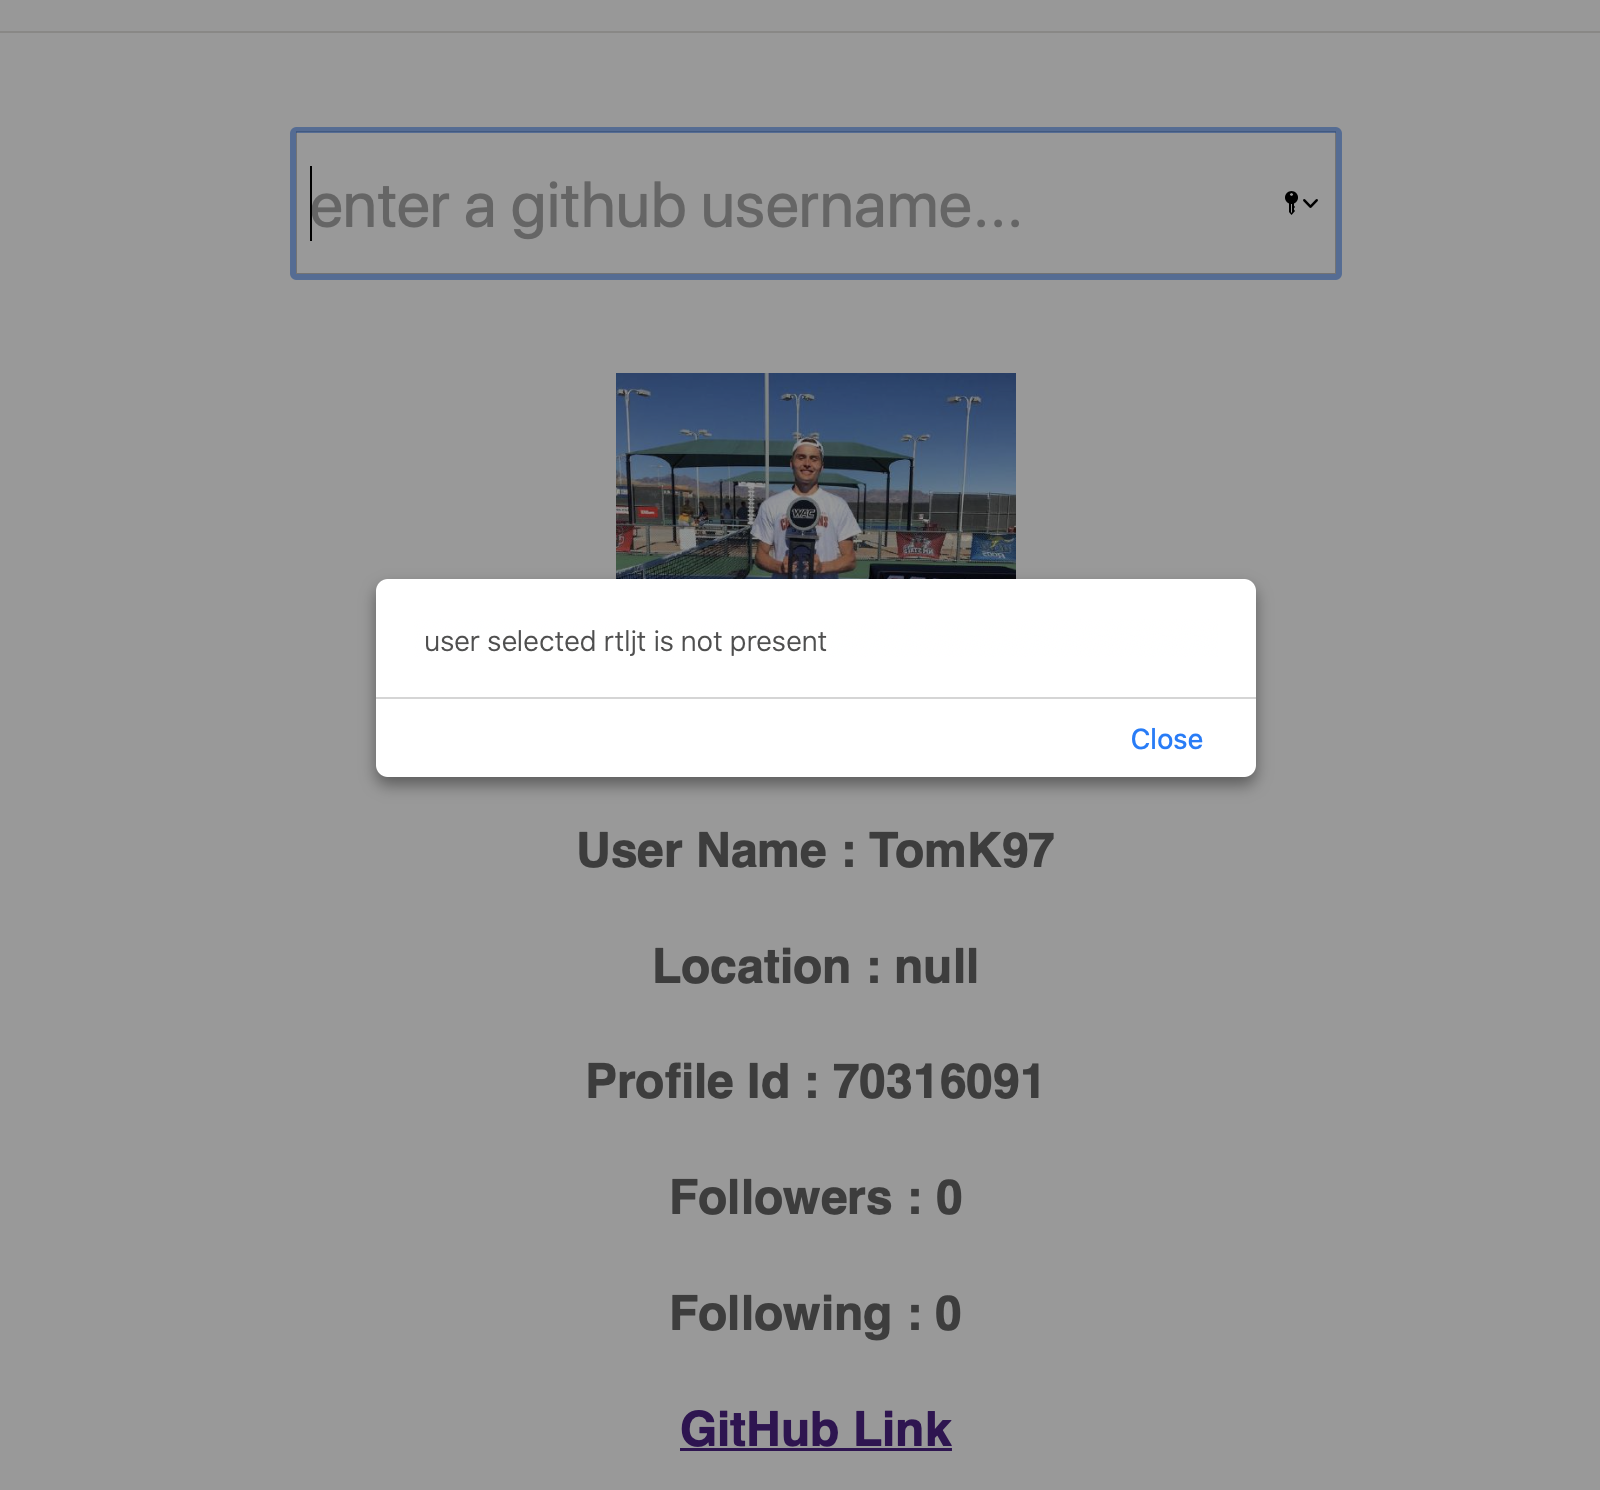 enter a github username...
WAC
user selected rtljt is not present
Close
User Name : TomK97
Location : null
Profile Id : 70316091
Followers : 0
Following : 0
GitHub Link